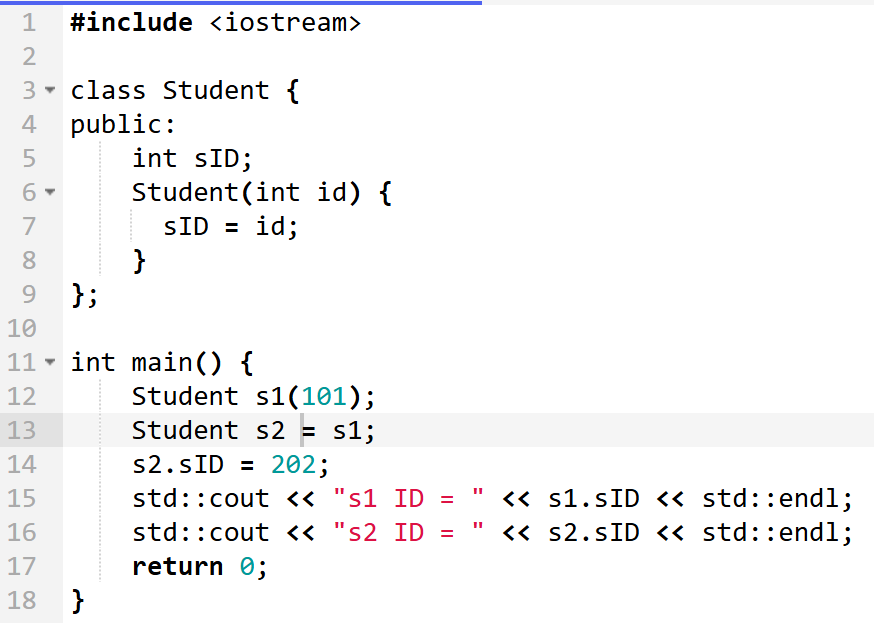 1 #include <iostream>
2
3 class Student {
4 public:
5     int sID;
6     Student(int id) {
7       sID = id;
8     }
9 };
10
11 int main() {
12     Student s1(101);
13     Student s2 = s1;
14     s2.sID = 202;
15     std::cout << "s1 ID = " << s1.sID << std::endl;
16     std::cout << "s2 ID = " << s2.sID << std::endl;
17     return 0;
18 }